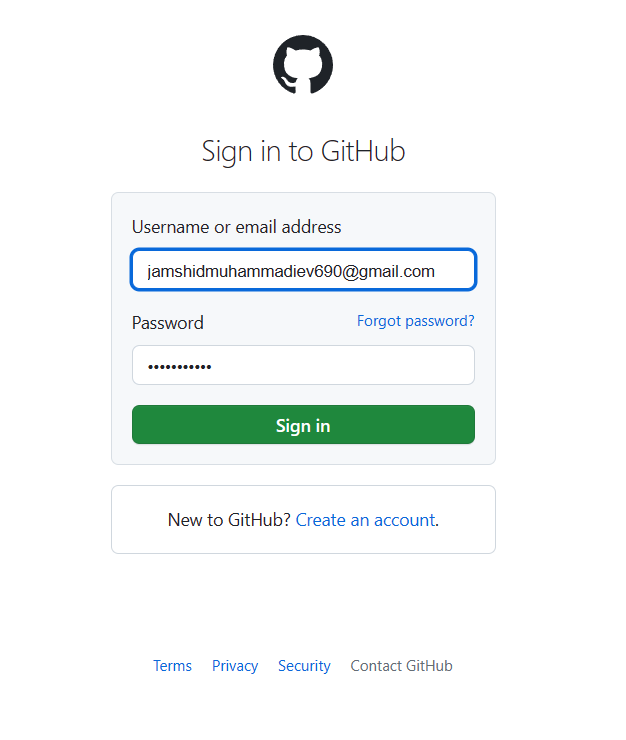 Sign in to GitHub
Username or email address
jamshidmuhammadiev690@gmail.com
Password Forgot password?
•••••••••••
Sign in
New to GitHub? Create an account.
Terms Privacy Security Contact GitHub